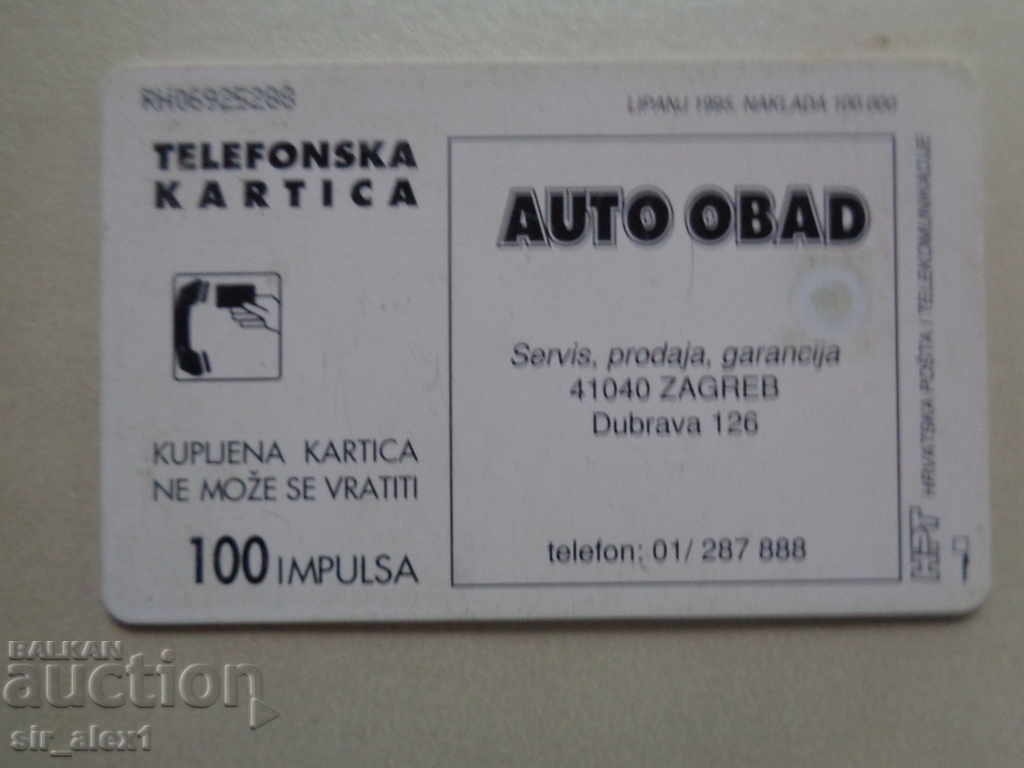 RH06925288
LIPANJ 1995. NAKLADA 100.000
TELEFONSKA
KARTICA
AUTO OBAD
Servis, prodaja, garancija
41040 ZAGREB
Dubrava 126
KUPLJENA KARTICA
NE MOŽE SE VRATITI
100 IMPULSA
telefon: 01/ 287 888
HPT HRVATSKA POŠTA I TELEKOMUNIKACIJE
BALKAN
auction
sir_alex1